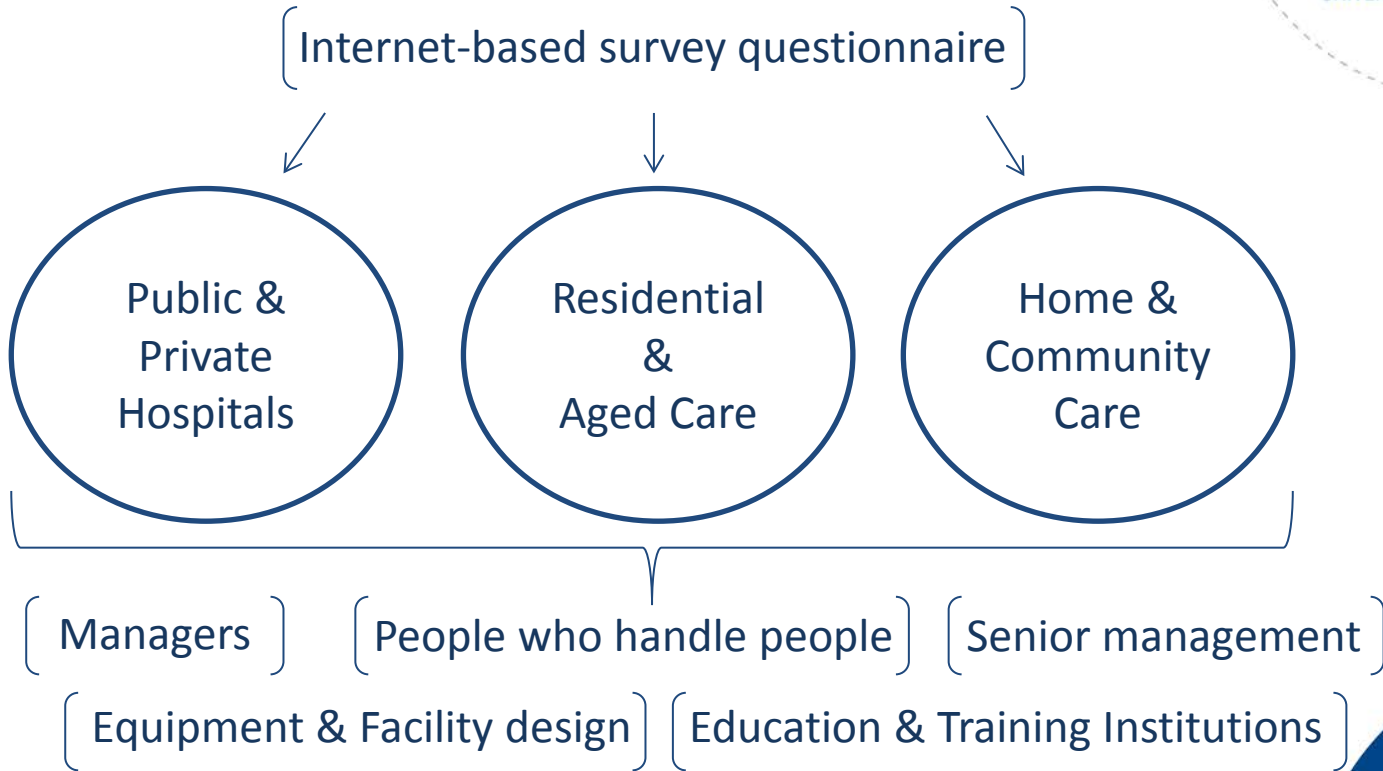 Internet-based survey questionnaire
Public &
Private
Hospitals
Residential
&
Aged Care
Home &
Community
Care
Managers
People who handle people
Senior management
Equipment & Facility design
Education & Training Institutions